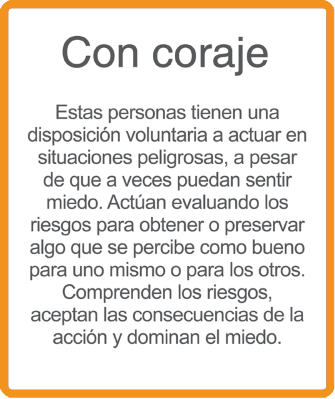 Con coraje
Estas personas tienen una
disposición voluntaria a actuar en
situaciones peligrosas, a pesar
de que a veces puedan sentir
miedo. Actúan evaluando los
riesgos para obtener o preservar
algo que se percibe como bueno
para uno mismo o para los otros.
Comprenden los riesgos,
aceptan las consecuencias de la
acción y dominan el miedo.